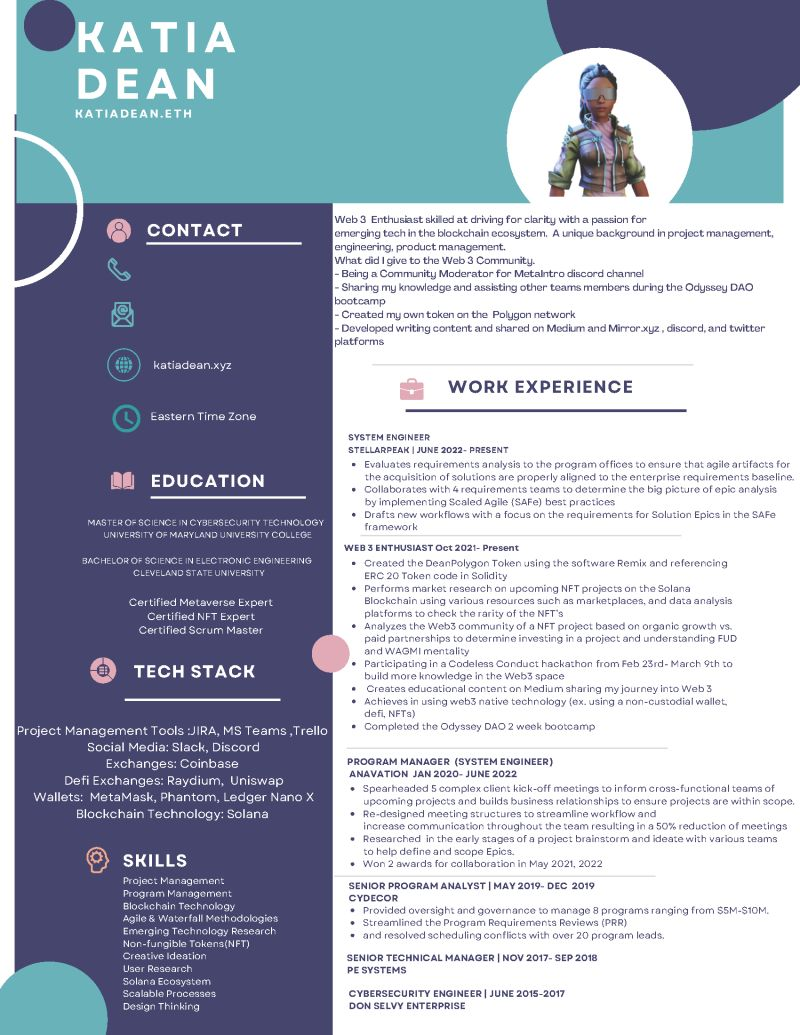 KATIA
DEAN
KATIADEAN.ETH
CONTACT
katiadean.xyz
Eastern Time Zone
EDUCATION
MASTER OF SCIENCE IN CYBERSECURITY TECHNOLOGY
UNIVERSITY OF MARYLAND UNIVERSITY COLLEGE
BACHELOR OF SCIENCE IN ELECTRONIC ENGINEERING
CLEVELAND STATE UNIVERSITY
Certified Metaverse Expert
Certified NFT Expert
Certified Scrum Master
TECH STACK
Project Management Tools :JIRA, MS Teams ,Trello
Social Media: Slack, Discord
Exchanges: Coinbase
Defi Exchanges: Raydium, Uniswap
Wallets: MetaMask, Phantom, Ledger Nano X
Blockchain Technology: Solana
SKILLS
Project Management
Program Management
Blockchain Technology
Agile & Waterfall Methodologies
Emerging Technology Research
Non-fungible Tokens(NFT)
Creative Ideation
User Research
Solana Ecosystem
Scalable Processes
Design Thinking
Web 3 Enthusiast skilled at driving for clarity with a passion for
emerging tech in the blockchain ecosystem. A unique background in project management,
engineering, product management.
What did I give to the Web 3 Community.
- Being a Community Moderator for MetaIntro discord channel
- Sharing my knowledge and assisting other teams members during the Odyssey DAO
bootcamp
- Created my own token on the Polygon network
- Developed writing content and shared on Medium and Mirror.xyz , discord, and twitter
platforms
WORK EXPERIENCE
SYSTEM ENGINEER
STELLARPEAK | JUNE 2022- PRESENT
• Evaluates requirements analysis to the program offices to ensure that agile artifacts for
the acquisition of solutions are properly aligned to the enterprise requirements baseline.
• Collaborates with 4 requirements teams to determine the big picture of epic analysis
by implementing Scaled Agile (SAFe) best practices
• Drafts new workflows with a focus on the requirements for Solution Epics in the SAFe
framework
WEB 3 ENTHUSIAST Oct 2021- Present
• Created the DeanPolygon Token using the software Remix and referencing
ERC.20 Token code in Solidity
• Performs market research on upcoming NFT projects on the Solana
Blockchain using various resources such as marketplaces, and data analysis
platforms to check the rarity of the NFT's
• Analyzes the Web3 community of a NFT project based on organic growth vs.
paid partnerships to determine investing in a project and understanding FUD
and WAGMI mentality
• Participating in a Codeless Conduct hackathon from Feb 23rd- March 9th to
build more knowledge in the Web3 space
• Creates educational content on Medium sharing my journey into Web 3
• Achieves in using web3 native technology (ex. using a non-custodial wallet,
defi, NFTs)
• Completed the Odyssey DAO 2 week bootcamp
PROGRAM MANAGER (SYSTEM ENGINEER)
ANAVATION JAN 2020- JUNE 2022
• Spearheaded 5 complex client kick-off meetings to inform cross-functional teams of
upcoming projects and builds business relationships to ensure projects are within scope.
• Re-designed meeting structures to streamline workflow and
increase communication throughout the team resulting in a 50% reduction of meetings
• Researched in the early stages of a project brainstorm and ideate with various teams
to help define and scope Epics.
• Won 2 awards for collaboration in May 2021, 2022
SENIOR PROGRAM ANALYST | MAY 2019- DEC 2019
CYDECOR
• Provided oversight and governance to manage 8 programs ranging from $5M-$10M.
• Streamlined the Program Requirements Reviews (PRR)
• and resolved scheduling conflicts with over 20 program leads.
SENIOR TECHNICAL MANAGER | NOV 2017- SEP 2018
PE SYSTEMS
CYBERSECURITY ENGINEER | JUNE 2015-2017
DON SELVY ENTERPRISE